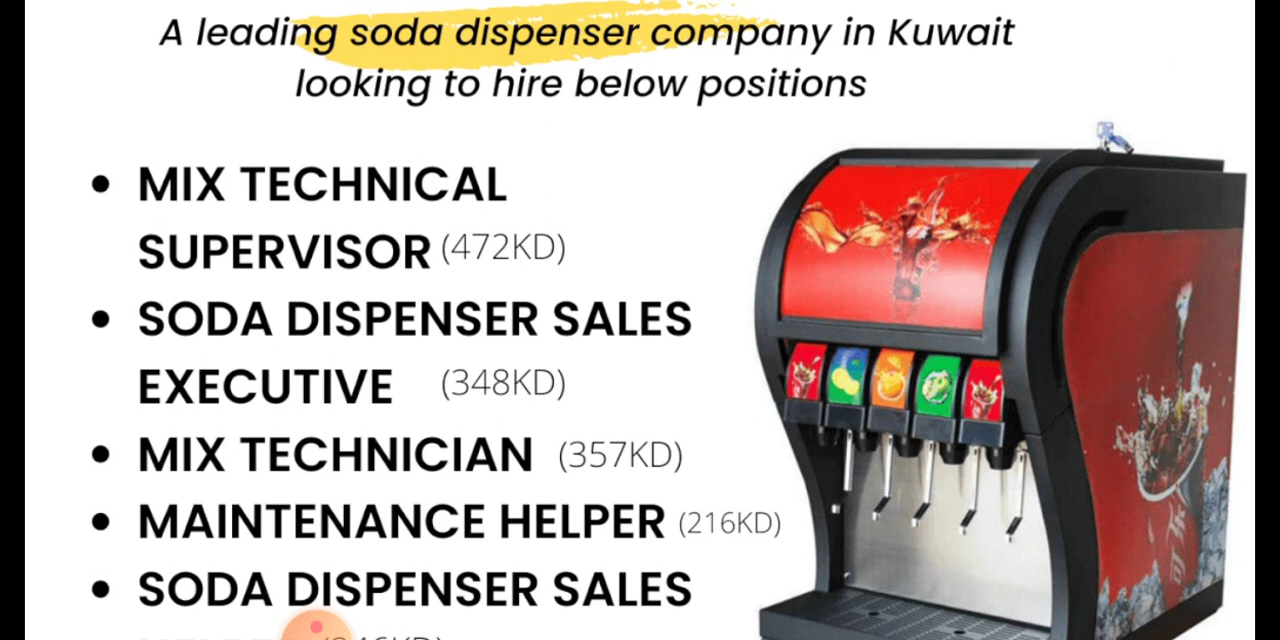 A leading soda dispenser company in Kuwait
looking to hire below positions
• MIX TECHNICAL
SUPERVISOR (472KD)
• SODA DISPENSER SALES
EXECUTIVE (348KD)
• MIX TECHNICIAN (357KD)
• MAINTENANCE HELPER (216KD)
• SODA DISPENSER SALES